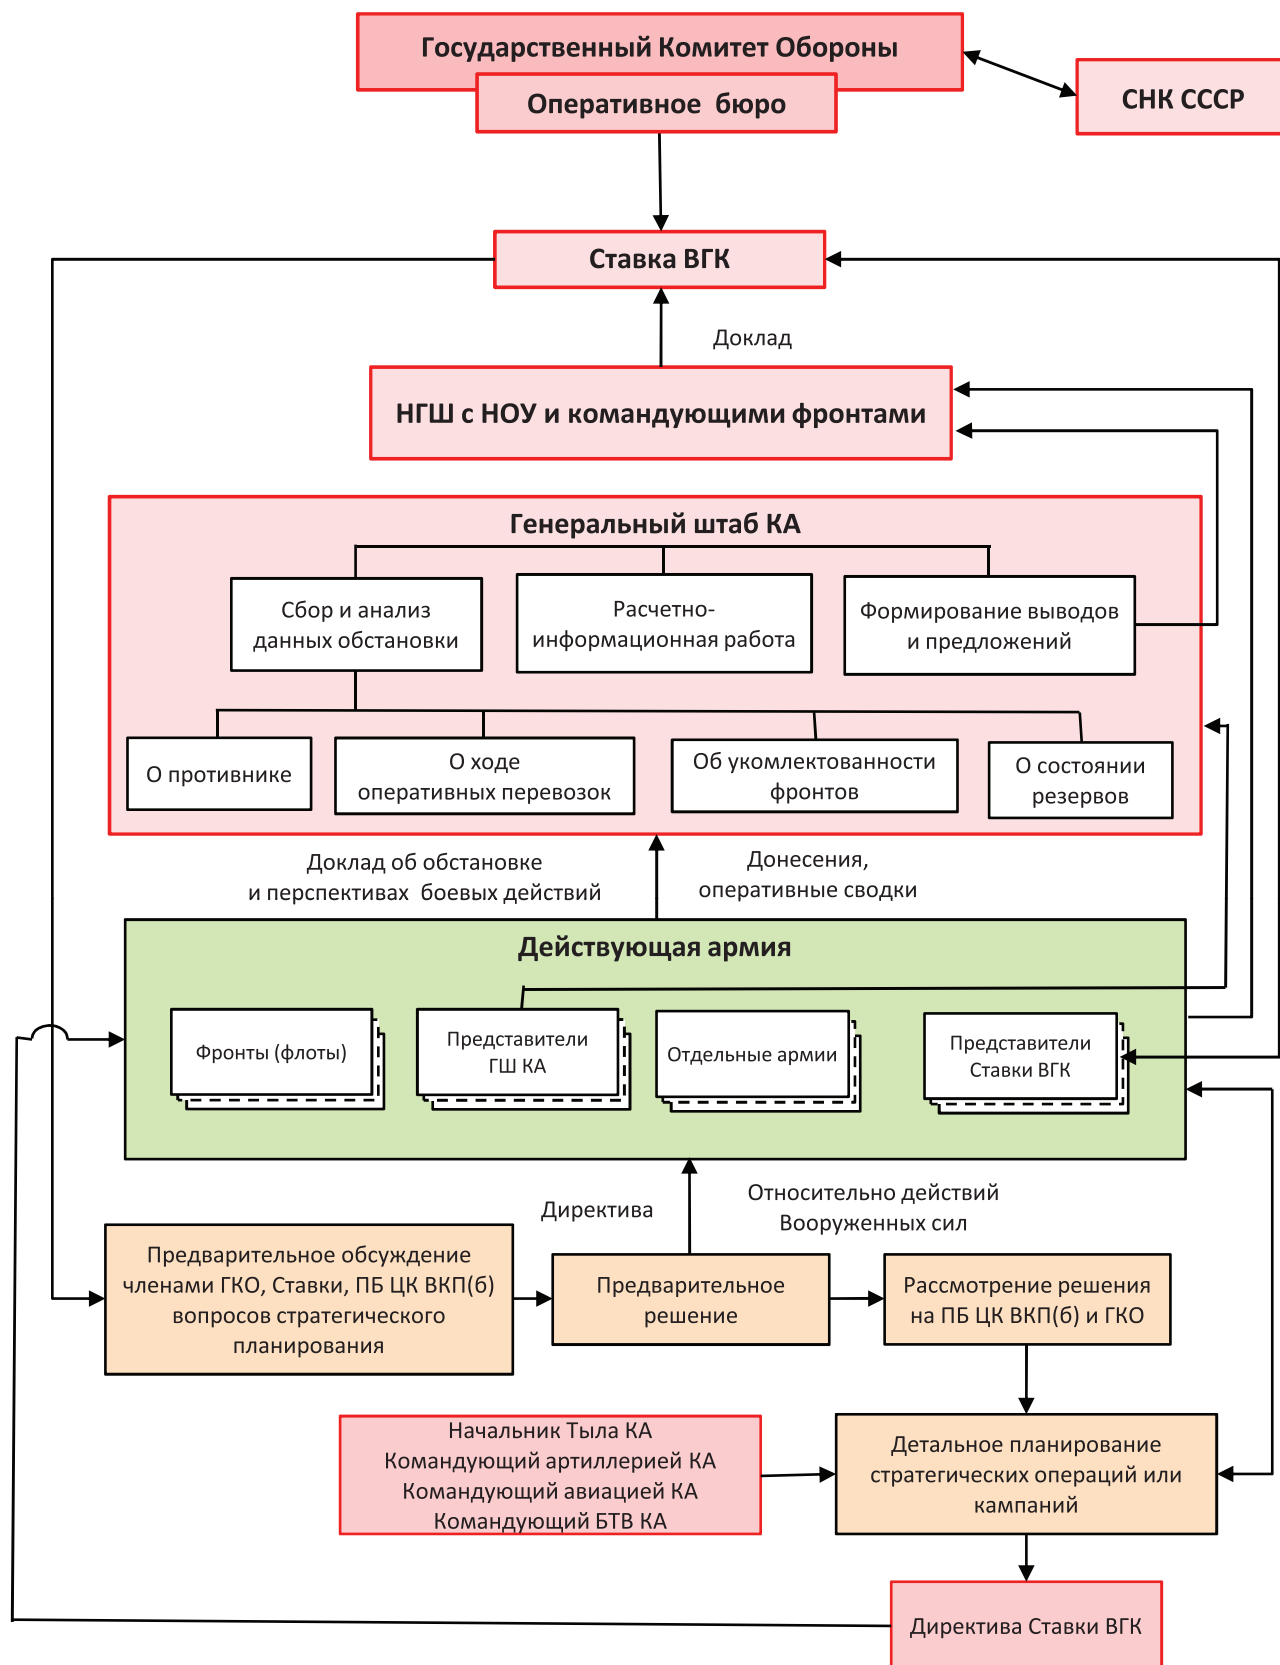 Государственный Комитет Обороны
Оперативное бюро
СНК СССР
Ставка ВГК
Доклад
НГШ с НОУ и командующими фронтами
Генеральный штаб КА
Сбор и анализ
данных обстановки
Расчетно-
информационная работа
Формирование выводов
и предложений
О противнике
О ходе
оперативных перевозок
Об укомлектованности
фронтов
О состоянии
резервов
Доклад об обстановке
и перспективах боевых действий
Донесения,
оперативные сводки
Действующая армия
Фронты (флоты)
Представители
ГШ КА
Отдельные армии
Представители
Ставки ВГК
Директива
Относительно действий
Вооруженных сил
Предварительное обсуждение
членами ГКО, Ставки, ПБ ЦК ВКП(б)
вопросов стратегического
планирования
Предварительное
решение
Рассмотрение решения
на ПБ ЦК ВКП(б) и ГКО
Начальник Тыла КА
Командующий артиллерией КА
Командующий авиацией КА
Командующий БТВ КА
Детальное планирование
стратегических операций или
кампаний
Директива Ставки ВГК